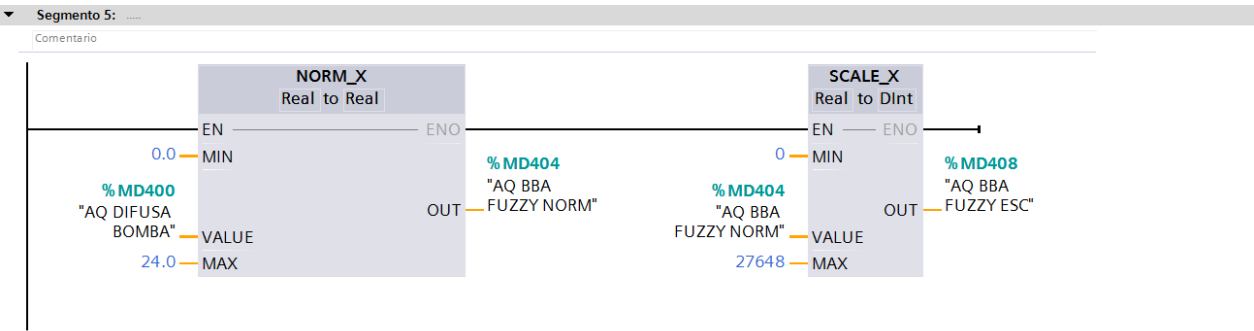 Segmento 5: .....
Comentario
NORM_X
Real to Real
EN
ENO
0.0
MIN
%MD400
"AQ DIFUSA
BOMBA"
VALUE
24.0
MAX
OUT
%MD404
"AQ BBA
FUZZY NORM"
SCALE_X
Real to DInt
EN
ENO
0
MIN
%MD404
"AQ BBA
FUZZY NORM"
VALUE
27648
MAX
OUT
%MD408
"AQ BBA
FUZZY ESC"